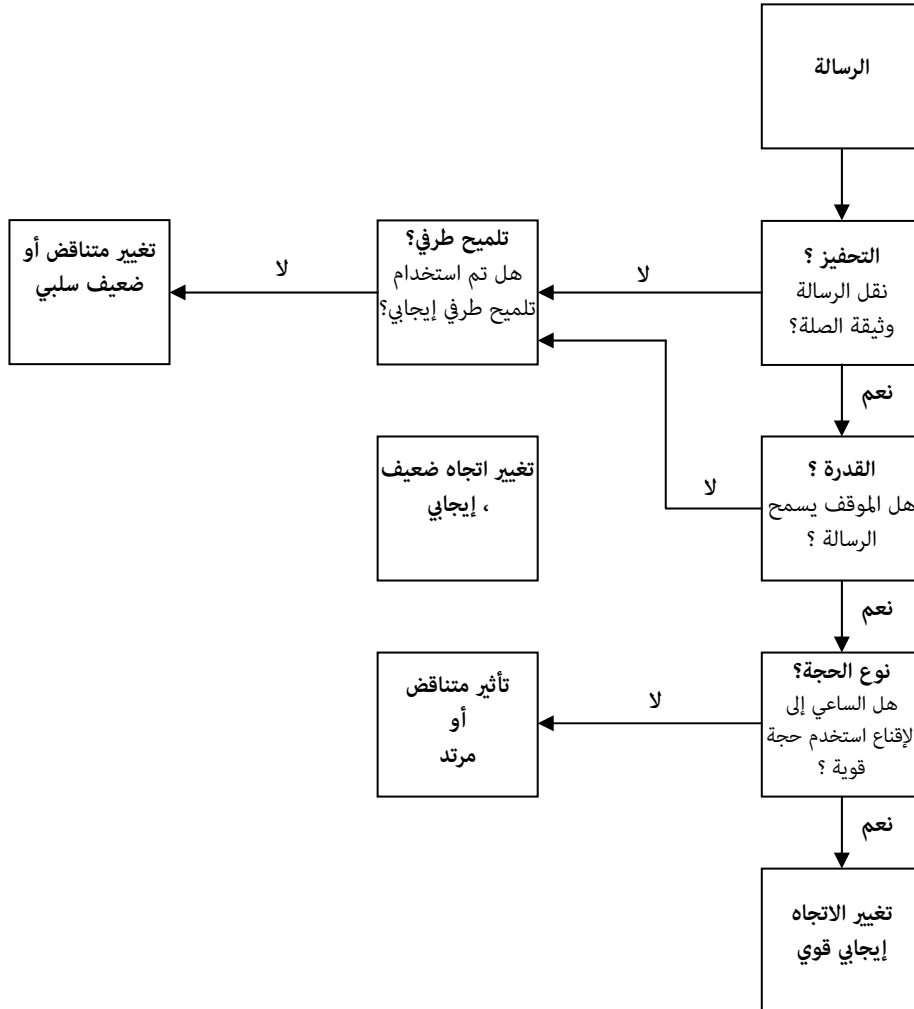 الرسالة
التحفيز ؟
نقل الرسالة
وثيقة الصلة؟
لا
تلميح طرفي؟
هل تم استخدام
تلميح طرفي إيجابي؟
لا
تغيير متناقض أو
ضعيف سلبي
نعم
القدرة ؟
هل الموقف يسمح
الرسالة ؟
لا
تغيير اتجاه ضعيف
، إيجابي
نعم
نوع الحجة؟
هل الساعي إلى
لإقناع استخدم حجة
قوية ؟
لا
تأثير متناقض
أو
مرتد
نعم
تغيير الاتجاه
إيجابي قوي